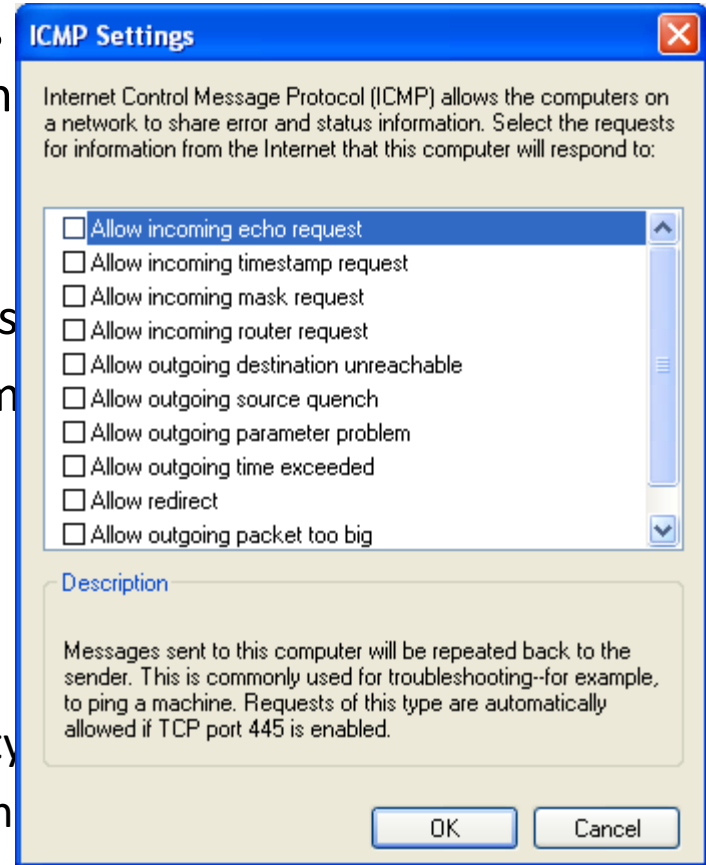 ICMP Settings
Internet Control Message Protocol (ICMP) allows the computers on
a network to share error and status information. Select the requests
for information from the Internet that this computer will respond to:
Allow incoming echo request
Allow incoming timestamp request
Allow incoming mask request
Allow incoming router request
Allow outgoing destination unreachable
Allow outgoing source quench
Allow outgoing parameter problem
Allow outgoing time exceeded
Allow redirect
Allow outgoing packet too big
Description
Messages sent to this computer will be repeated back to the
sender. This is commonly used for troubleshooting--for example,
to ping a machine. Requests of this type are automatically
allowed if TCP port 445 is enabled.
OK Cancel